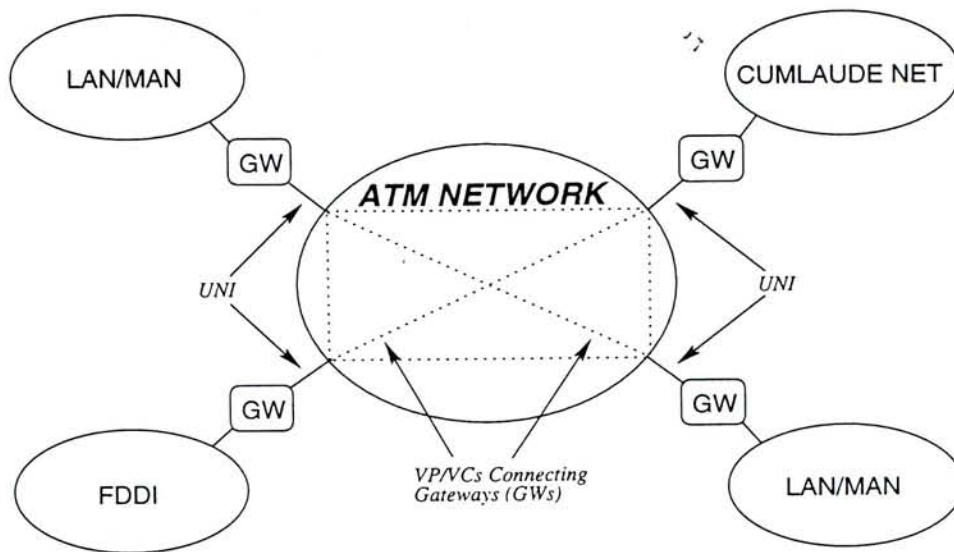 LAN/MAN
CUMLAUDE NET
GW
GW
ATM NETWORK
UNI
UNI
GW
GW
FDDI
VP/VCs Connecting
Gateways (GWs)
LAN/MAN